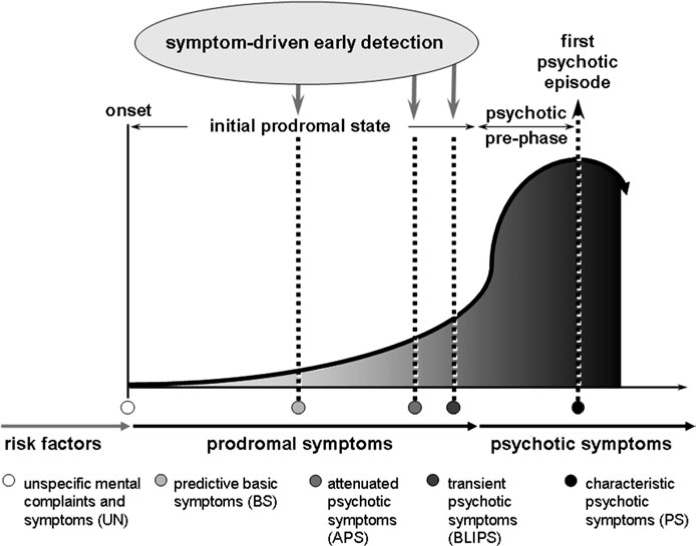 symptom-driven early detection
first
psychotic
episode
onset
initial prodromal state
psychotic
pre-phase
risk factors
prodromal symptoms
psychotic symptoms
unspecific mental
complaints and
symptoms (UN)
predictive basic
symptoms (BS)
attenuated
psychotic
symptoms
(APS)
transient
psychotic
symptoms
(BLIPS)
characteristic
psychotic
symptoms (PS)